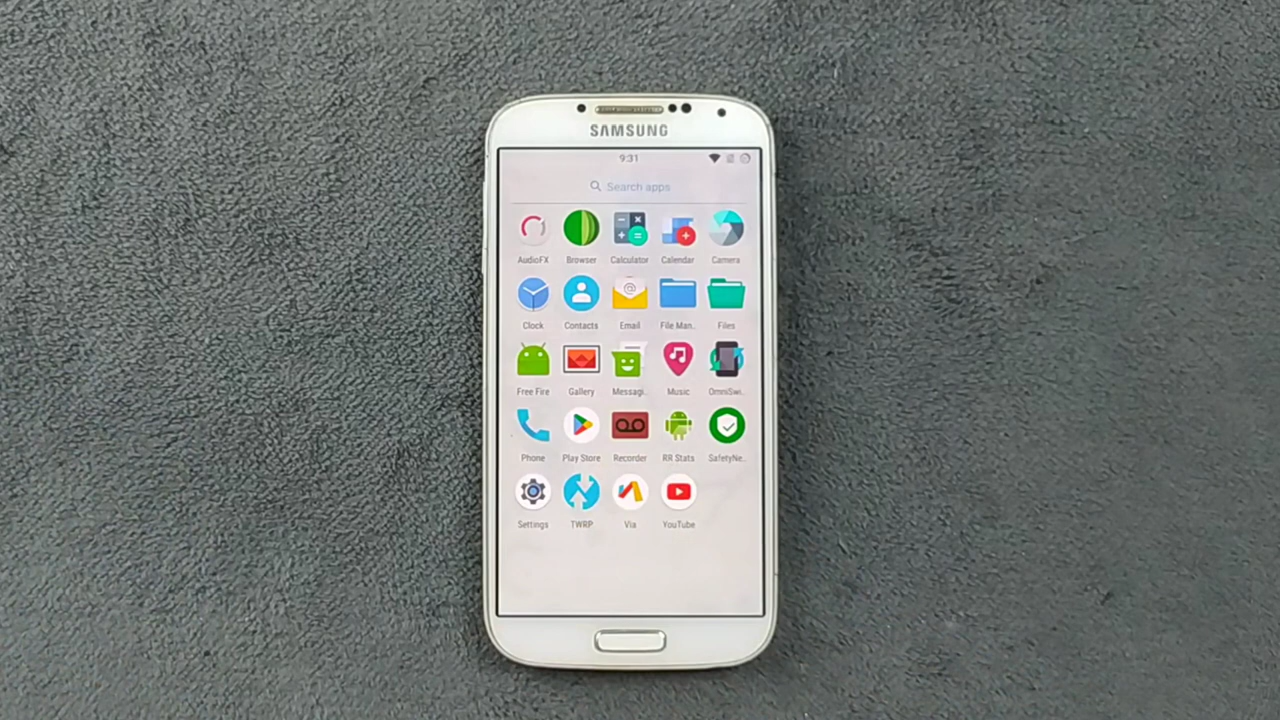 SAMSUNG
9:31
Search apps
AudioFX Browser Calculator Calendar Camera
Clock Contacts Email File Man.. Files
Free Fire Gallery Messagi.. Music OmniSwi..
Phone Play Store Recorder RR Stats SafetyNe..
Settings TWRP Via YouTube